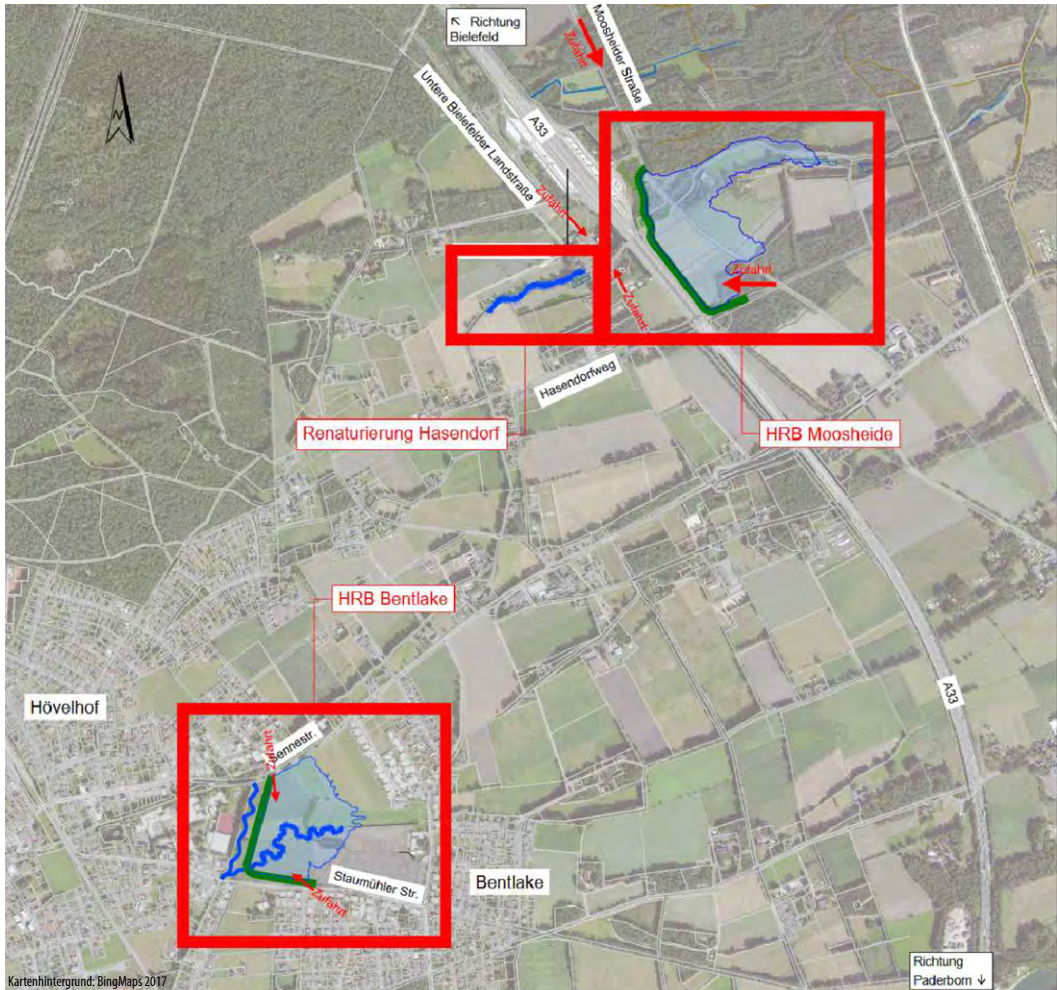 ↖ Richtung
Bielefeld
Moosheider Straße
Zufahrt
Untere Bielefelder Landstraße
A33
Zufahrt
Zufahrt
Zufahrt
Hasendorfweg
Renaturierung Hasendorf
HRB Moosheide
HRB Bentlake
A33
Hövelhof
Zufahrt
Sennestr.
Staumühler Str.
Zufahrt
Bentlake
Richtung
Paderborn ↓
Kartenhintergrund: BingMaps 2017
N